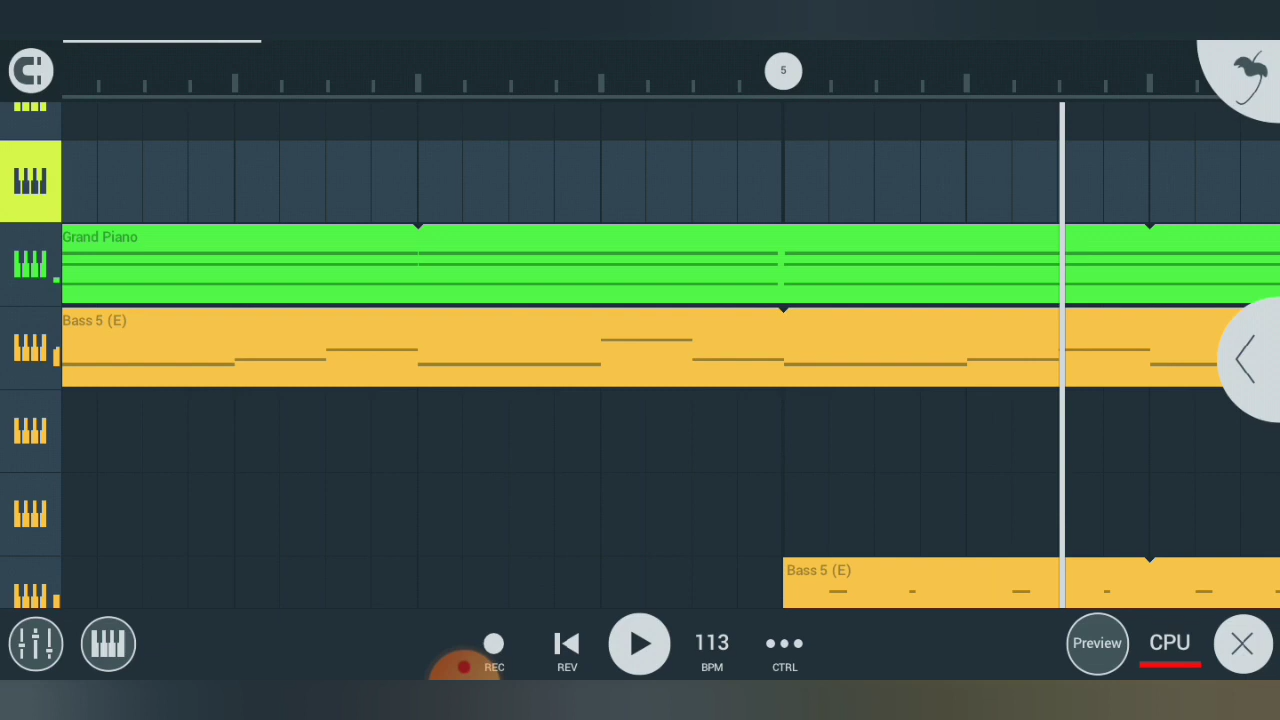 5
Grand Piano
Bass 5 (E)
Bass 5 (E)
REC
REV
113
BPM
CTRL
Preview
CPU